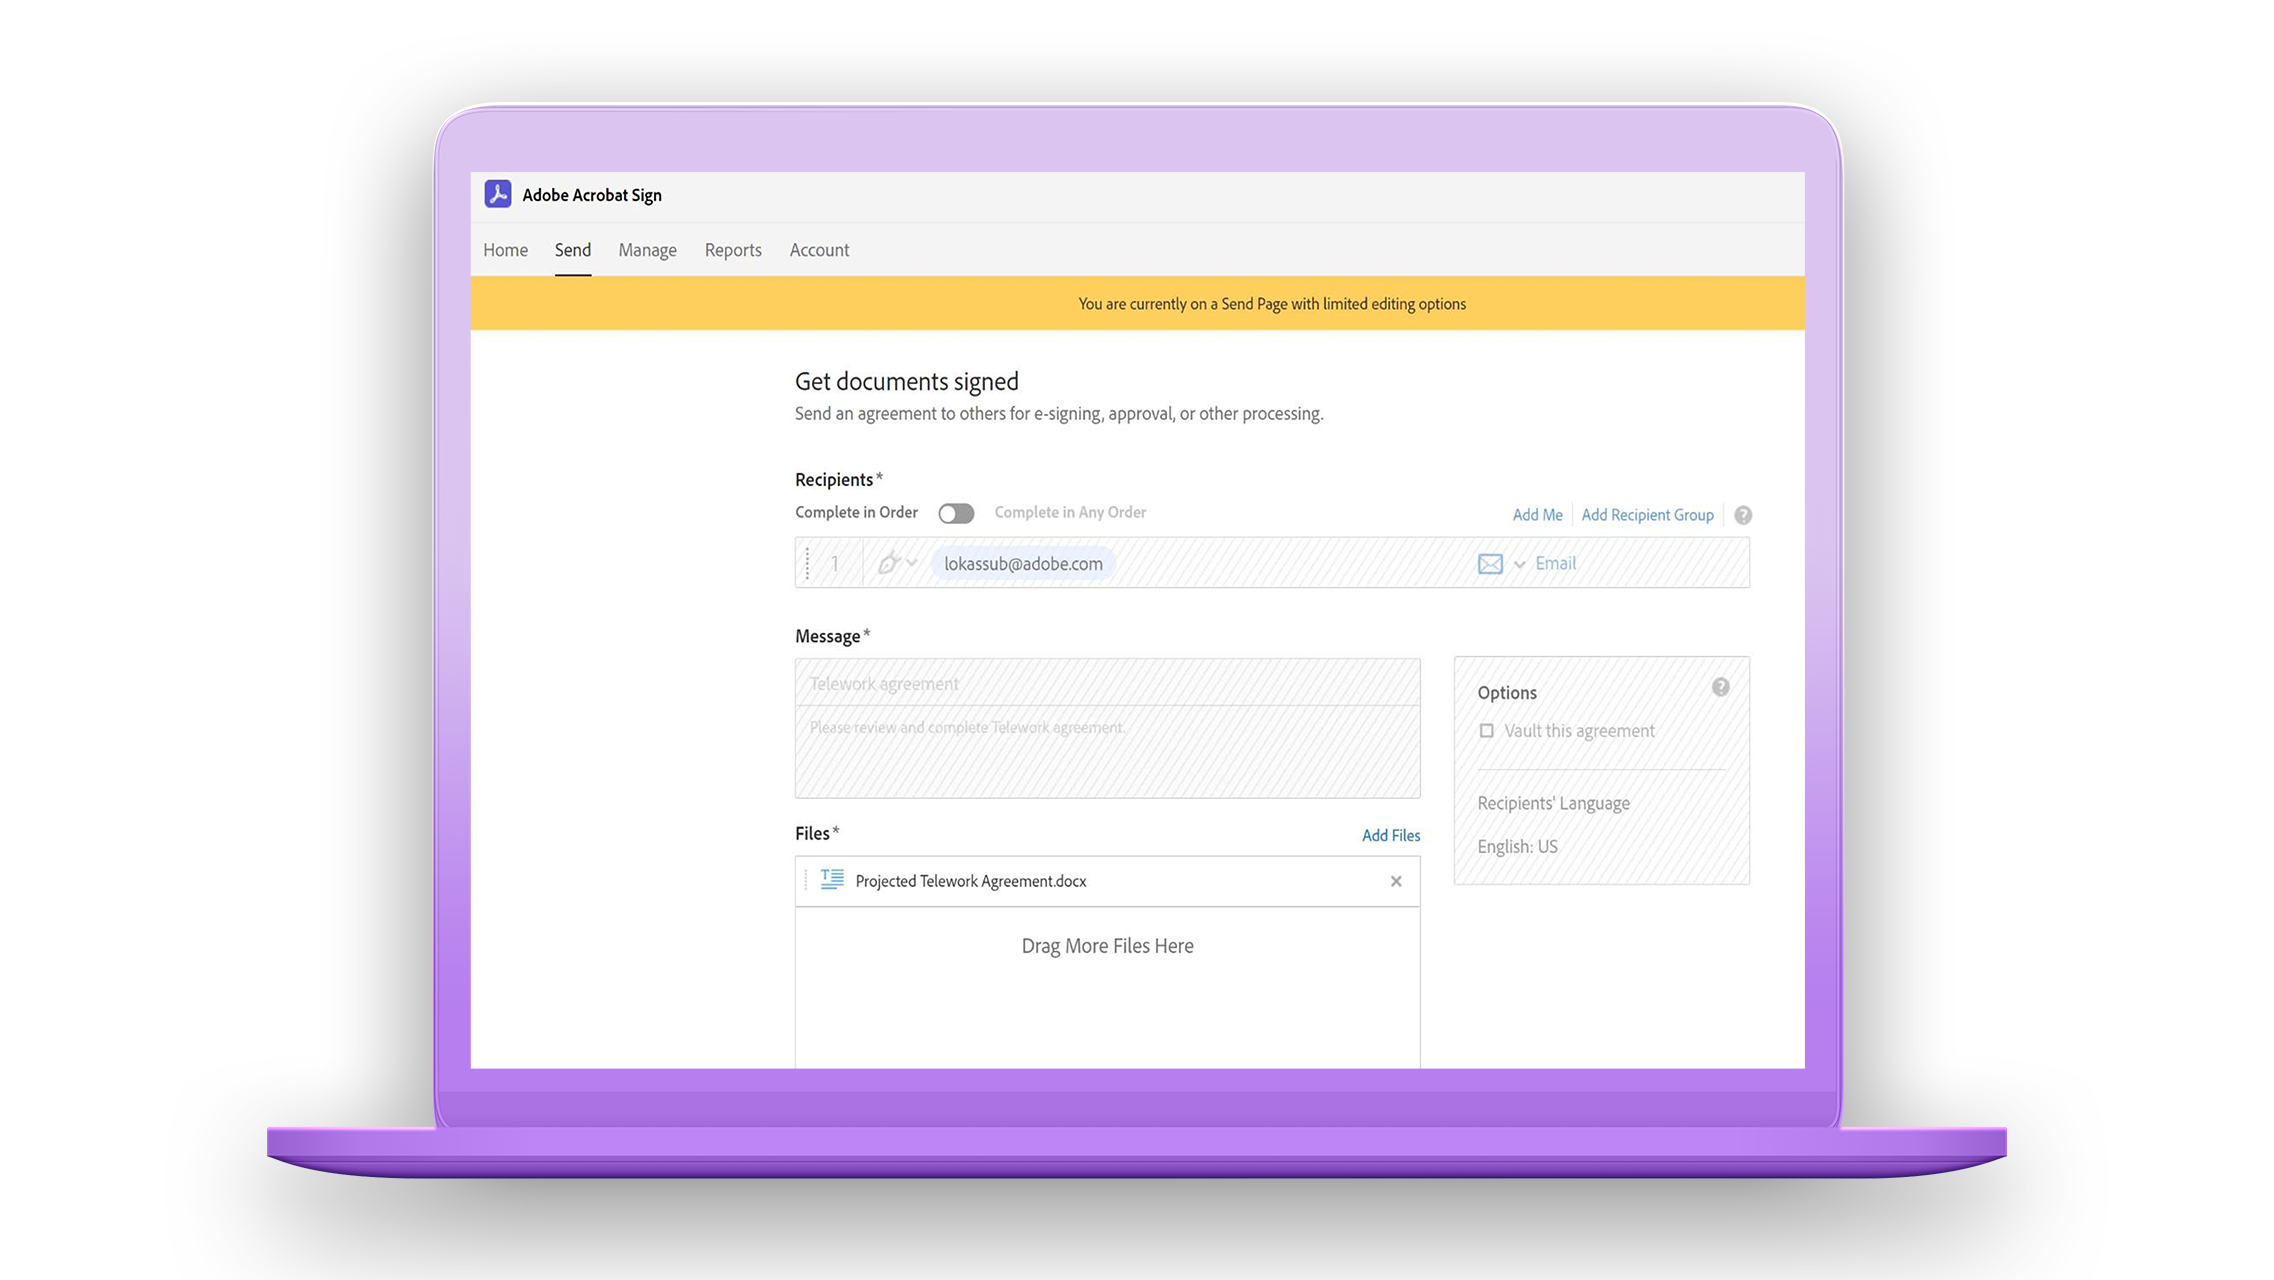 Adobe Acrobat Sign
Home Send Manage Reports Account
You are currently on a Send Page with limited editing options
Get documents signed
Send an agreement to others for e-signing, approval, or other processing.
Recipients*
Complete in Order Complete in Any Order Add Me Add Recipient Group ?
1 lokassub@adobe.com Email
Message*
Telework agreement
Please review and complete Telework agreement.
Options ?
Vault this agreement
Recipients' Language
English: US
Files* Add Files
Projected Telework Agreement.docx
Drag More Files Here